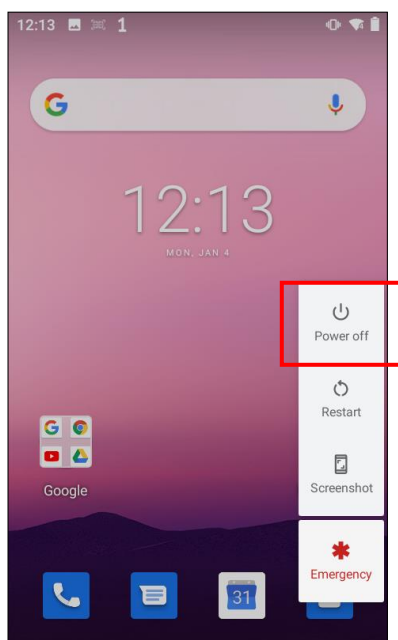 12:13 1
G
12:13
MON, JAN 4
Power off
Restart
Screenshot
G
Google
Emergency
31